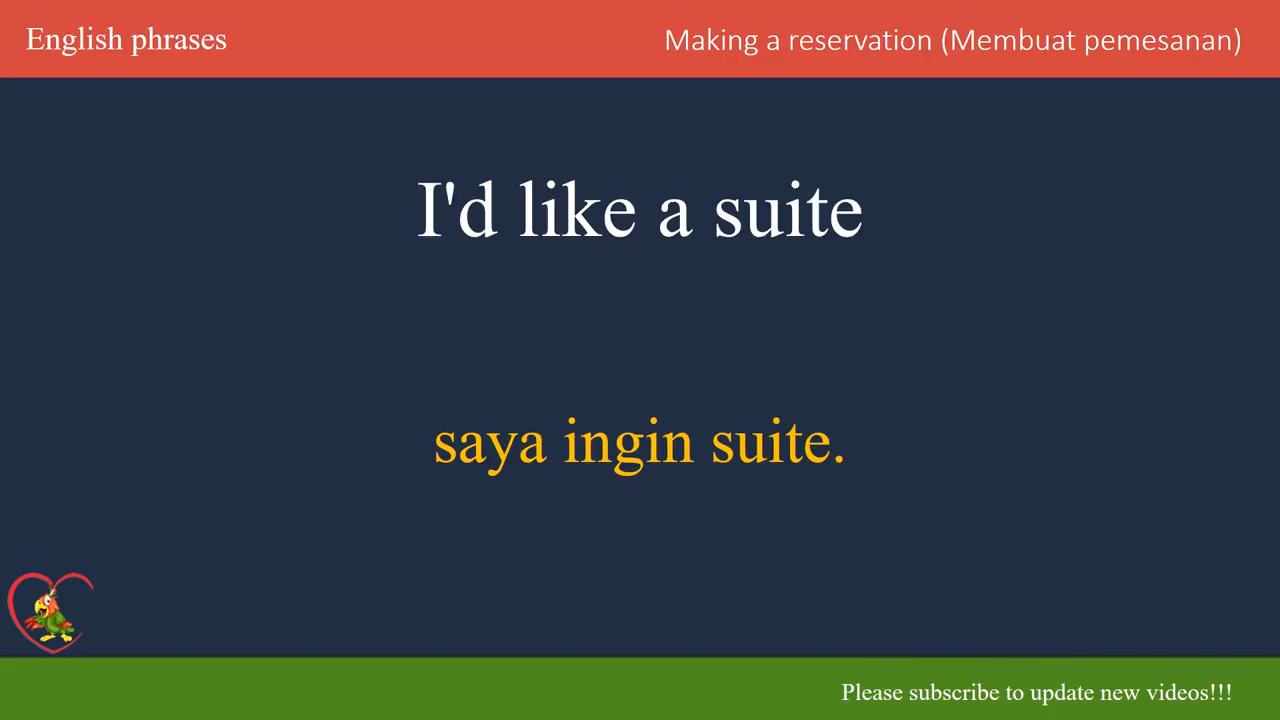 English phrases
Making a reservation (Membuat pemesanan)
I'd like a suite
saya ingin suite.
Please subscribe to update new videos!!!